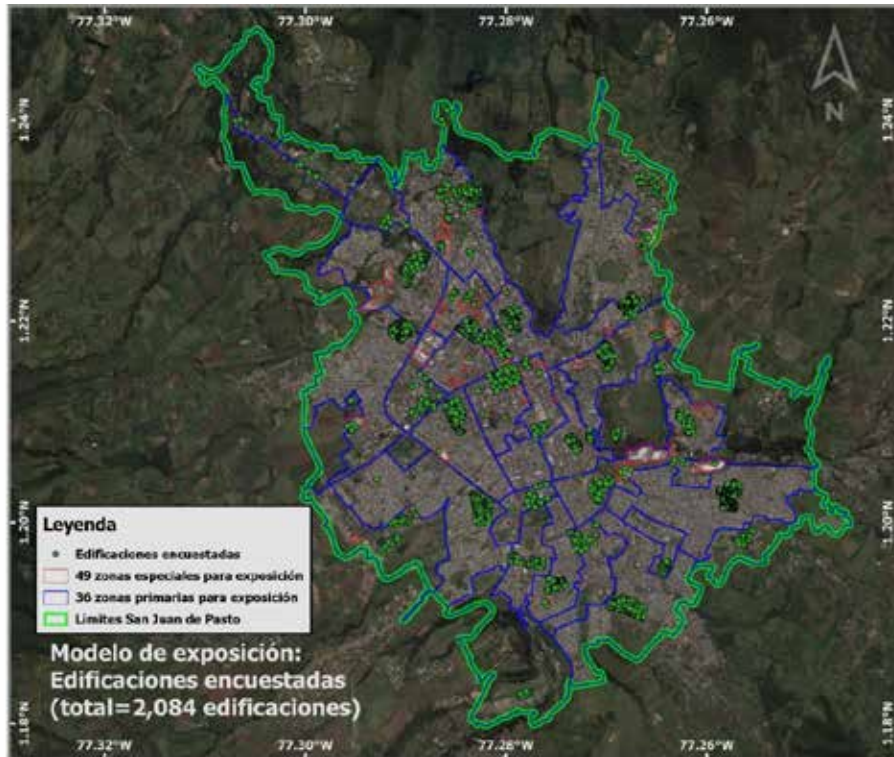 77.32°W 77.30°W 77.28°W 77.26°W
1.24°N 1.24°N
N
1.22°N 1.22°N
1.20°N 1.20°N
Leyenda
Edificaciones encuestadas
49 zonas especiales para exposición
36 zonas primarias para exposición
Limites San Juan de Pasto
Modelo de exposición:
Edificaciones encuestadas
(total=2,084 edificaciones)
1.18°N 1.18°N
77.32°W 77.30°W 77.28°W 77.26°W